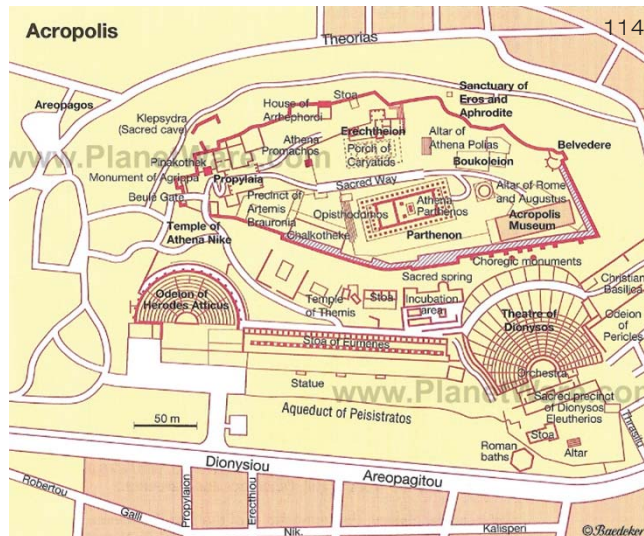 Acropolis
114
Theorias
Areopagos
Klepsydra
(Sacred cave)
House of
Arrhephoroi
Stoa
Sanctuary of
Eros and
Aphrodite
Erechtheion
Porch of
Caryatids
Athena
Promachos
Altar of
Athena Polias
Boukoleion
Belvedere
www.PlanetWare.com
Pinakothek
Monument of Agrippa
Beule Gate
Propylaia
Sacred Way
Temple of
Athena Nike
Precinct of
Artemis
Brauronia
Chalkotheke
Opisthodomos
Athena
Parthenos
Parthenon
Altar of Rome
and Augustus
Acropolis
Museum
Choregic monuments
Sacred spring
Odeion of
Herodes Atticus
Temple
of Themis
Stoa
Incubation
area
Theatre of
Dionysos
Christian
Basilica
Odeion
of
Pericles
Stoa of Eumenes
Statue
Orchestra
www.PlanetWare.com
Sacred precinct
of Dionysos
Eleutherios
Aqueduct of Peisistratos
50 m
Stoa
Altar
Roman
baths
Dionysiou
Areopagitou
Robertou
Galli
Propylaion
Erecthiou
Nik.
Kalisperi
©Baedeker